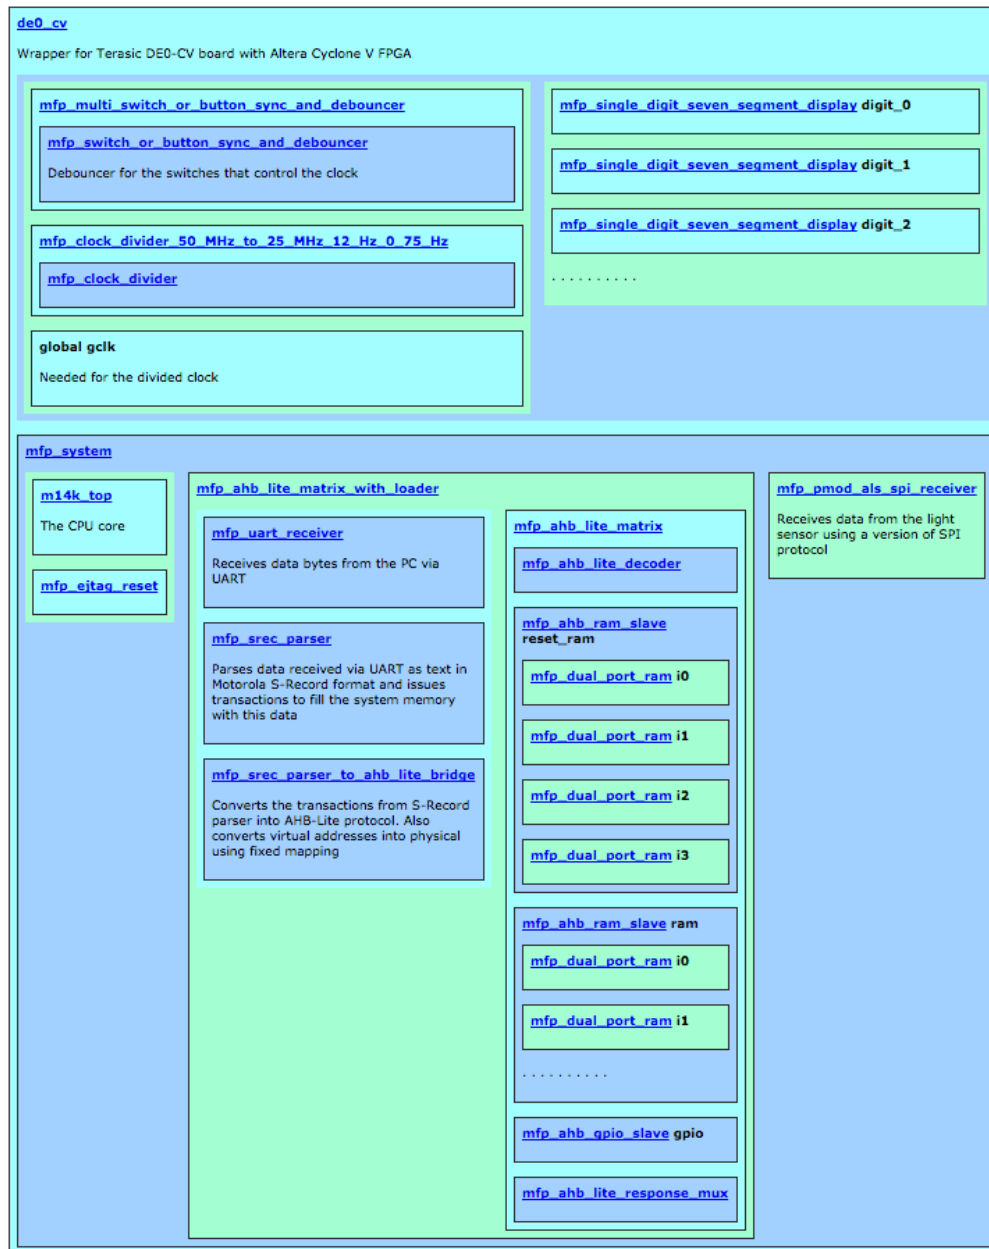 de0_cv
Wrapper for Terasic DE0-CV board with Altera Cyclone V FPGA
mfp_multi_switch_or_button_sync_and_debouncer
mfp_switch_or_button_sync_and_debouncer
Debouncer for the switches that control the clock
mfp_clock_divider_50_MHz_to_25_MHz_12_Hz_0_75_Hz
mfp_clock_divider
global gclk
Needed for the divided clock
mfp_single_digit_seven_segment_display digit_0
mfp_single_digit_seven_segment_display digit_1
mfp_single_digit_seven_segment_display digit_2
. . . . . . . . . .
mfp_system
m14k_top
The CPU core
mfp_ejtag_reset
mfp_ahb_lite_matrix_with_loader
mfp_uart_receiver
Receives data bytes from the PC via
UART
mfp_srec_parser
Parses data received via UART as text in
Motorola S-Record format and issues
transactions to fill the system memory
with this data
mfp_srec_parser_to_ahb_lite_bridge
Converts the transactions from S-Record
parser into AHB-Lite protocol. Also
converts virtual addresses into physical
using fixed mapping
mfp_ahb_lite_matrix
mfp_ahb_lite_decoder
mfp_ahb_ram_slave
reset_ram
mfp_dual_port_ram i0
mfp_dual_port_ram i1
mfp_dual_port_ram i2
mfp_dual_port_ram i3
mfp_ahb_ram_slave ram
mfp_dual_port_ram i0
mfp_dual_port_ram i1
. . . . . . . . . .
mfp_ahb_gpio_slave gpio
mfp_ahb_lite_response_mux
mfp_pmod_als_spi_receiver
Receives data from the light
sensor using a version of SPI
protocol